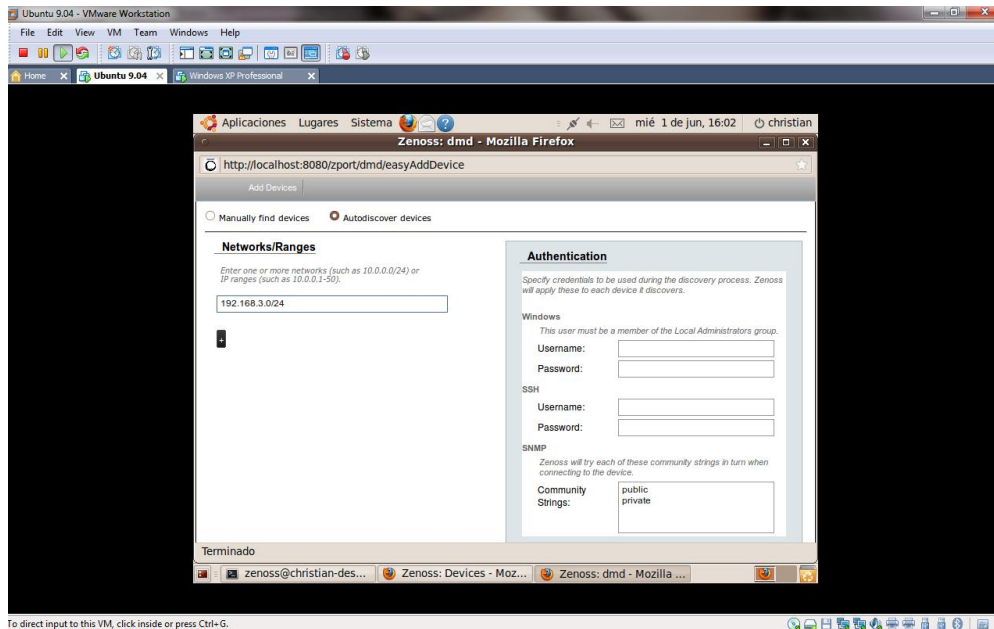 Ubuntu 9.04 - VMware Workstation
File Edit View VM Team Windows Help
Home Ubuntu 9.04 Windows XP Professional
Aplicaciones Lugares Sistema mié 1 de jun, 16:02 christian
Zenoss: dmd - Mozilla Firefox
http://localhost:8080/zport/dmd/easyAddDevice
Add Devices
Manually find devices Autodiscover devices
Networks/Ranges
Enter one or more networks (such as 10.0.0.0/24) or
IP ranges (such as 10.0.0.1-50).
192.168.3.0/24
+
Authentication
Specify credentials to be used during the discovery process. Zenoss
will apply these to each device it discovers.
Windows
This user must be a member of the Local Administrators group.
Username:
Password:
SSH
Username:
Password:
SNMP
Zenoss will try each of these community strings in turn when
connecting to the device.
Community
Strings:
public
private
Terminado
zenoss@christian-des... Zenoss: Devices - Moz... Zenoss: dmd - Mozilla ...
To direct input to this VM, click inside or press Ctrl+G.